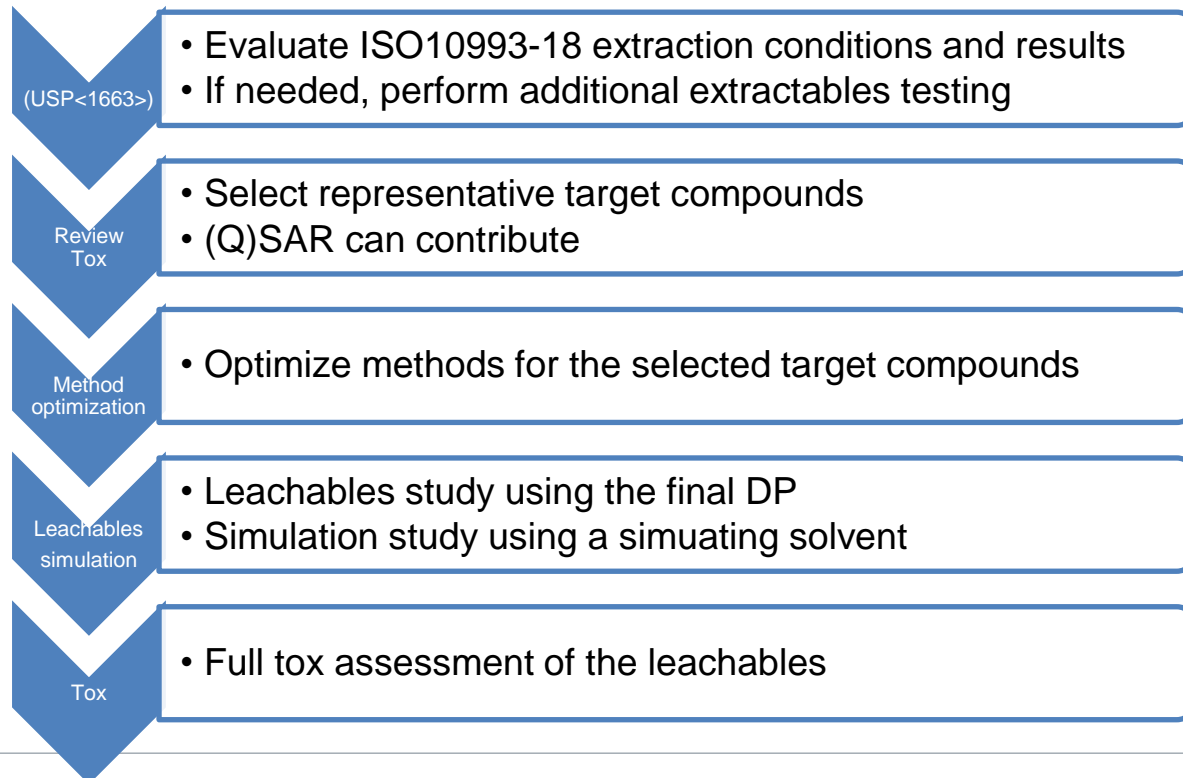 (USP<1663>)
• Evaluate ISO10993-18 extraction conditions and results
• If needed, perform additional extractables testing
Review
Tox
• Select representative target compounds
• (Q)SAR can contribute
Method
optimization
• Optimize methods for the selected target compounds
Leachables
simulation
• Leachables study using the final DP
• Simulation study using a simuating solvent
Tox
• Full tox assessment of the leachables